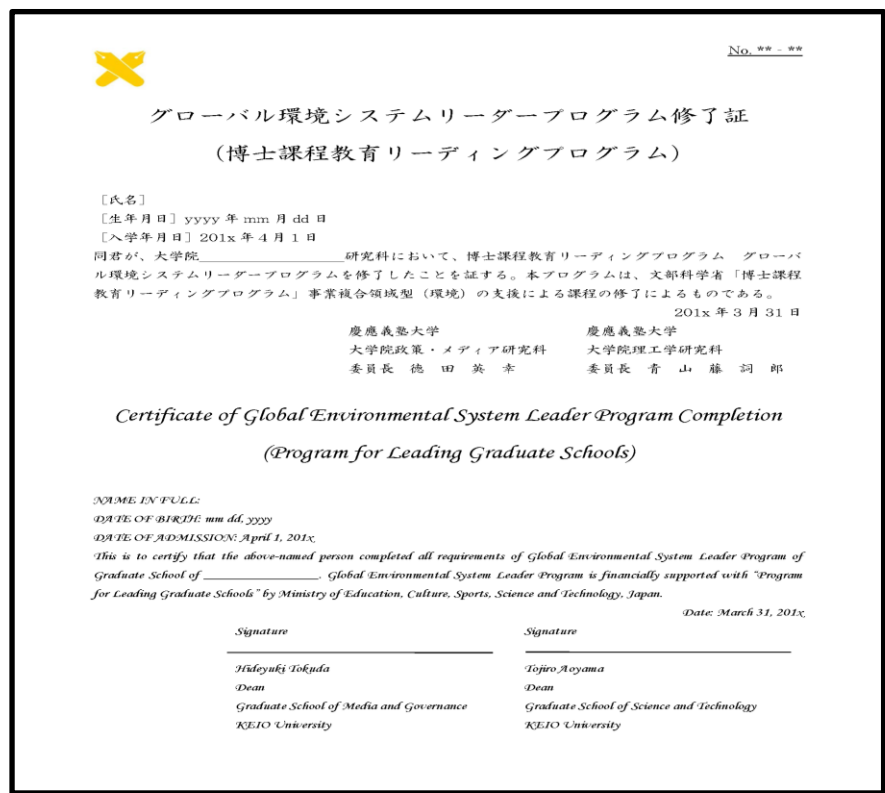 No. ** - **
グローバル環境システムリーダープログラム修了証
(博士課程教育リーディングプログラム)
[氏名]
[生年月日] yyyy 年 mm 月 dd 日
[入学年月日] 201x 年 4 月 1 日
同君が、大学院____________________研究科において、博士課程教育リーディングプログラム　グローバ
ル環境システムリーダープログラムを修了したことを証する。本プログラムは、文部科学省「博士課程
教育リーディングプログラム」事業複合領域型（環境）の支援による課程の修了によるものである。
201x 年 3 月 31 日
慶應義塾大学　慶應義塾大学
大学院政策・メディア研究科　大学院理工学研究科
委員長　徳　田　英　幸　委員長　青　山　藤　詞　郎
Certificate of Global Environmental System Leader Program Completion
(Program for Leading Graduate Schools)
NAME IN FULL:
DATE OF BIRTH: mm dd, yyyy
DATE OF ADMISSION: April 1, 201x
This is to certify that the above-named person completed all requirements of Global Environmental System Leader Program of
Graduate School of ____________________. Global Environmental System Leader Program is financially supported with "Program
for Leading Graduate Schools" by Ministry of Education, Culture, Sports, Science and Technology, Japan.
Date: March 31, 201x
Signature　Signature
Hideyuki Tokuda　Tojiro Aoyama
Dean　Dean
Graduate School of Media and Governance　Graduate School of Science and Technology
KEIO University　KEIO University